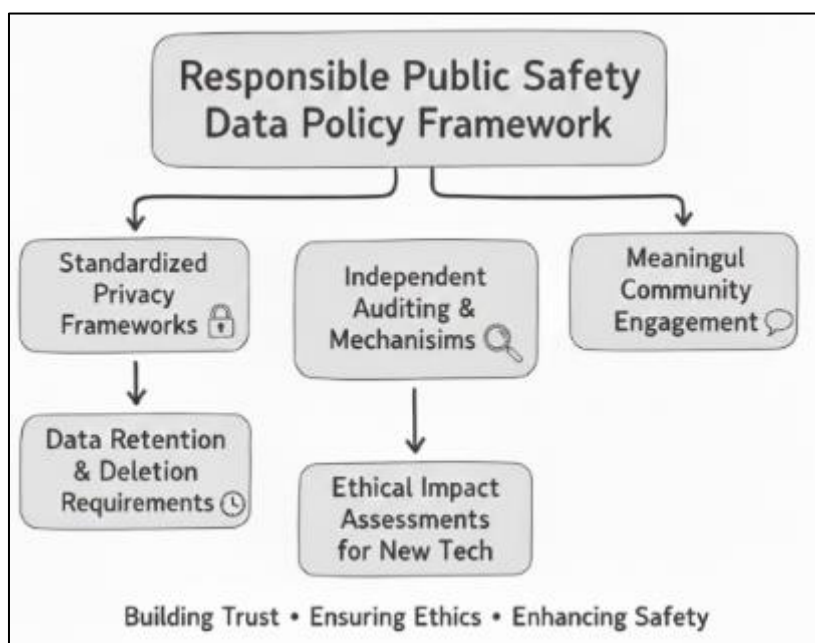 Responsible Public Safety
Data Policy Framework
Standardized
Privacy
Frameworks
Independent
Auditing &
Mechanisims
Meaningul
Community
Engagement
Data Retention
& Deletion
Requirements
Ethical Impact
Assessments
for New Tech
Building Trust • Ensuring Ethics • Enhancing Safety